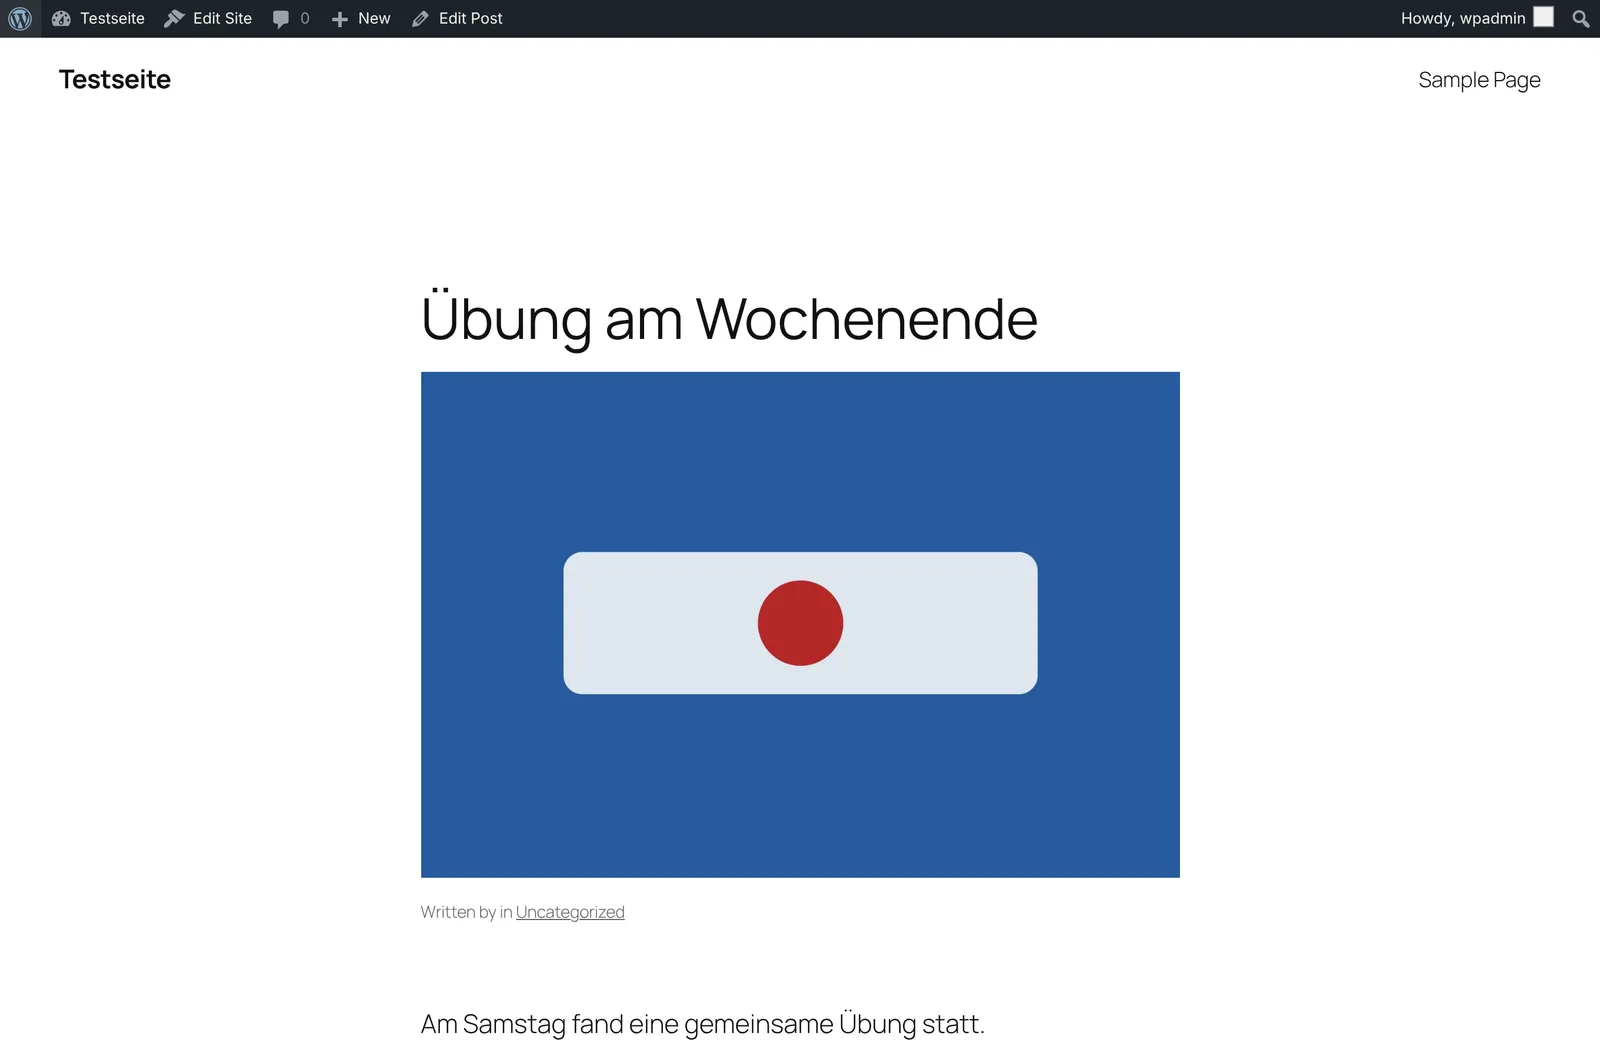 Testseite Edit Site 0 New Edit Post Howdy, wpadmin
Testseite Sample Page
Übung am Wochenende
Written by in Uncategorized
Am Samstag fand eine gemeinsame Übung statt.